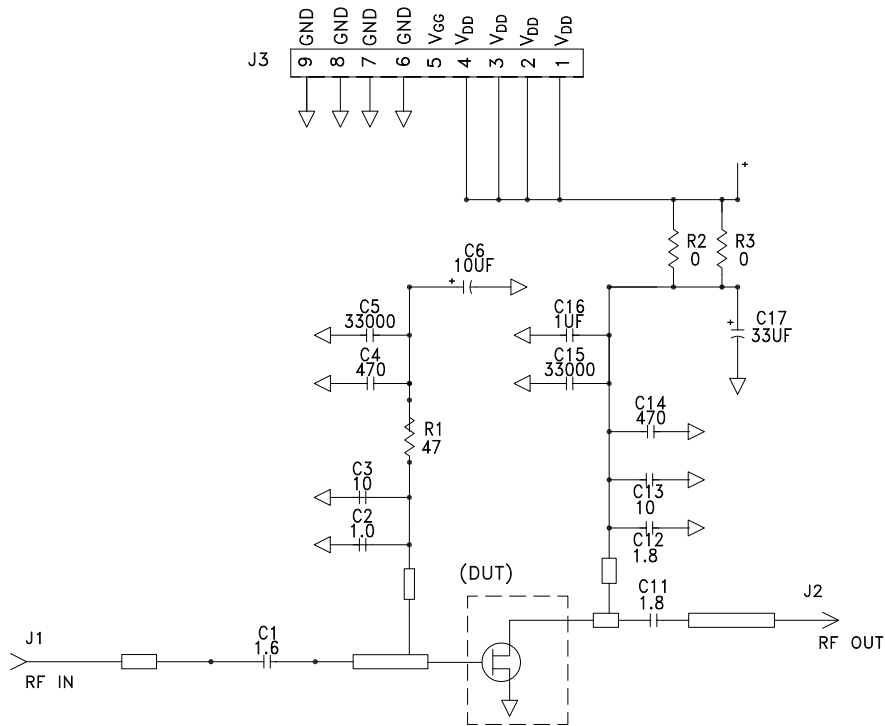 GND
GND
GND
GND
VGG
VDD
VDD
VDD
VDD
J3
9
8
7
6
5
4
3
2
1
+
R2
0
R3
0
C6
10UF
+
C5
33000
C4
470
R1
47
C3
10
C2
1.0
C16
1UF
C15
33000
+
C17
33UF
C14
470
C13
10
C12
1.8
(DUT)
C11
1.8
J2
RF OUT
J1
RF IN
C1
1.6